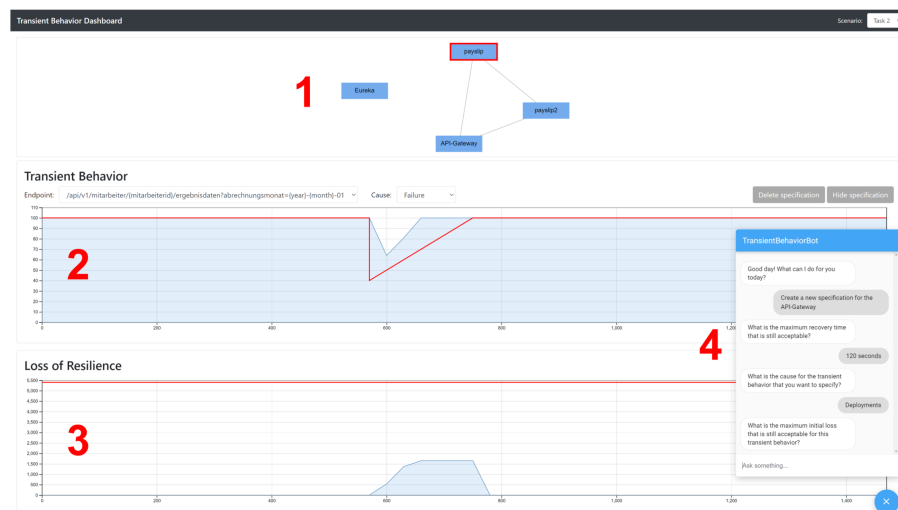 Transient Behavior Dashboard
Scenario: Task 2
payslip
1
Eureka
payslip2
API-Gateway
Transient Behavior
Endpoint: /api/v1/mitarbeiter/{mitarbeiterid}/ergebnisdaten?abrechnungsmonat={year}-{month}-01 Cause: Failure Delete specification Hide specification
110
100
90
80
70
60
50
40
30
20
10
0
2
0 200 400 600 800 1,000 1,200
Loss of Resilience
5,500
5,000
4,500
4,000
3,500
3,000
2,500
2,000
1,500
1,000
500
0
3
0 200 400 600 800 1,000 1,200 1,400
4
TransientBehaviorBot
Good day! What can I do for you
today?
Create a new specification for the
API-Gateway
What is the maximum recovery time
that is still acceptable?
120 seconds
What is the cause for the transient
behavior that you want to specify?
Deployments
What is the maximum initial loss
that is still acceptable for this
transient behavior?
Ask something...